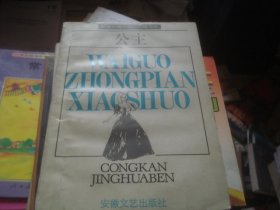 公主
WAIGUO
ZHONGPIAN
XIAOSHUO
CONGKAN
JINGHUABEN
安徽文艺出版社